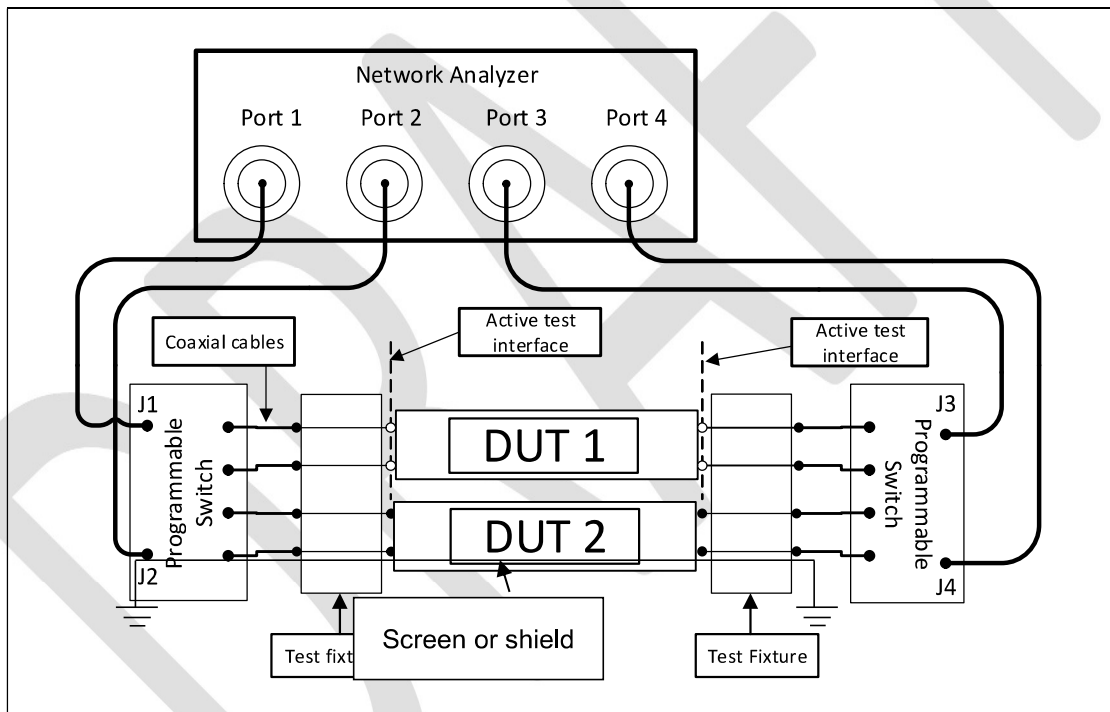 Network Analyzer
Port 1
Port 2
Port 3
Port 4
Coaxial cables
Active test
interface
Active test
interface
J1
J2
Programmable
Switch
DUT 1
DUT 2
J3
J4
Programmable
Switch
Test fixt
Screen or shield
Test Fixture
DRAFT